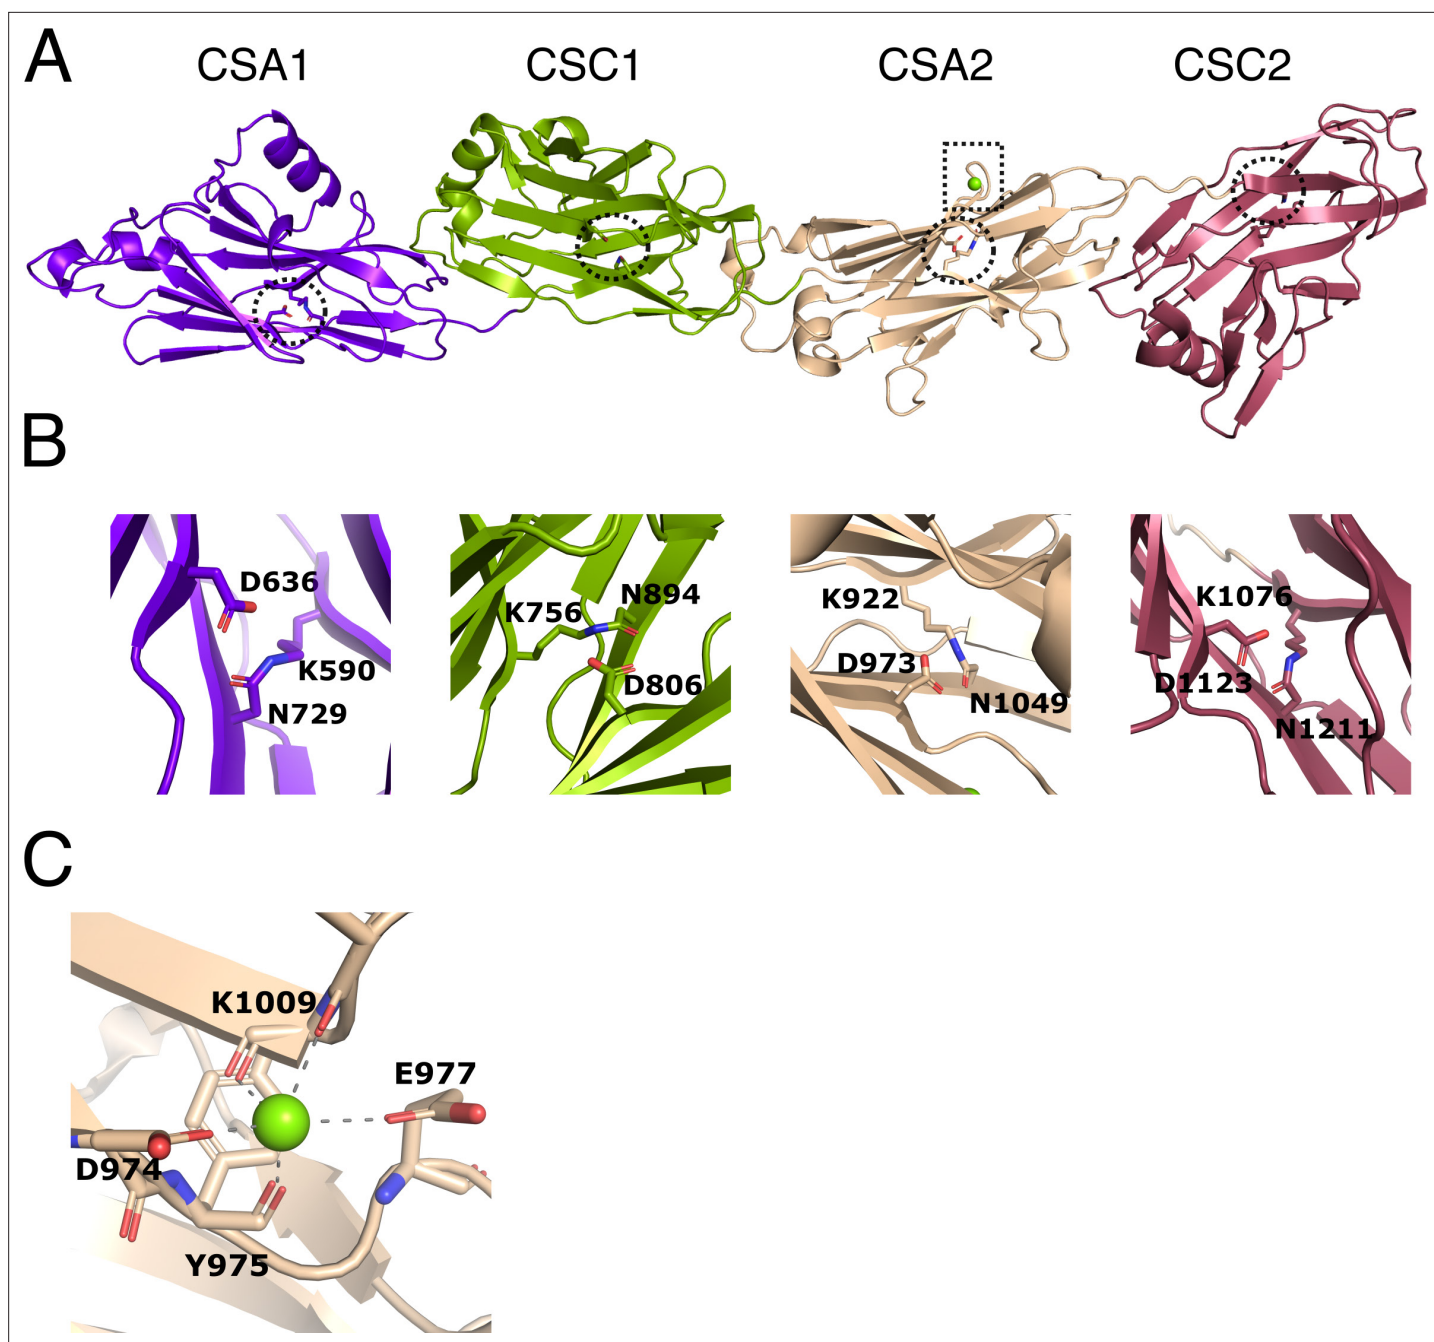 A
CSA1 CSC1 CSA2 CSC2
B
D636
K590
N729
N894
K756
D806
K922
D973
N1049
K1076
D1123
N1211
C
K1009
E977
D974
Y975